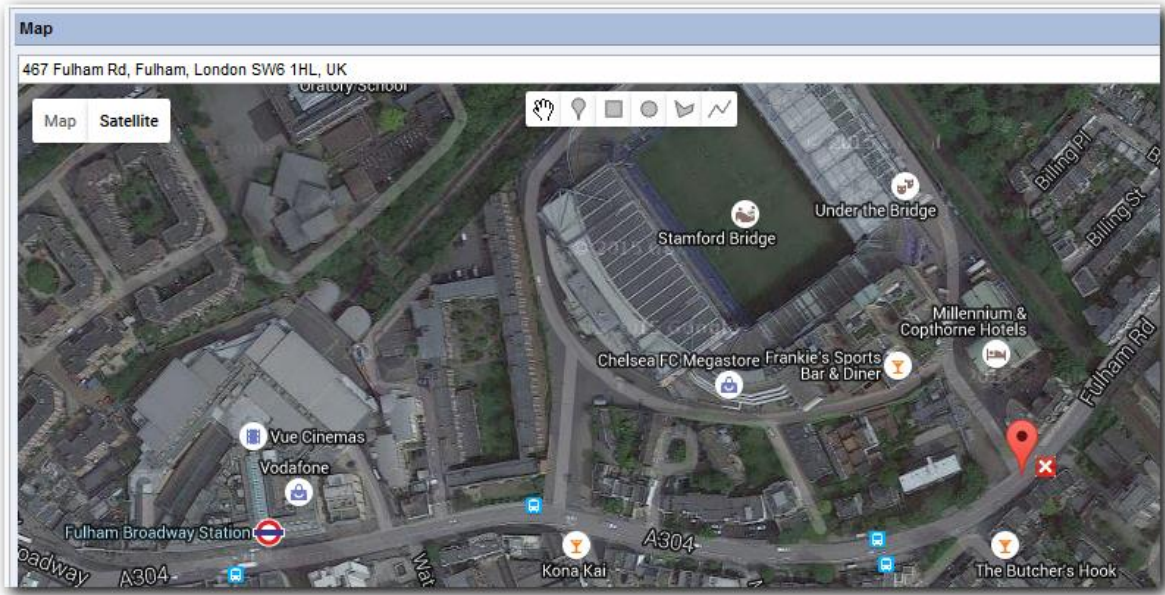 Map
467 Fulham Rd, Fulham, London SW6 1HL, UK
Oratory School
Map
Satellite
Billing Pl
Billing St
Under the Bridge
Stamford Bridge
Millennium &
Copthorne Hotels
Chelsea FC Megastore
Frankie's Sports
Bar & Diner
Fulham Rd
Vue Cinemas
Vodafone
Fulham Broadway Station
A304
Kona Kai
The Butcher's Hook
oadway
A304
Wat